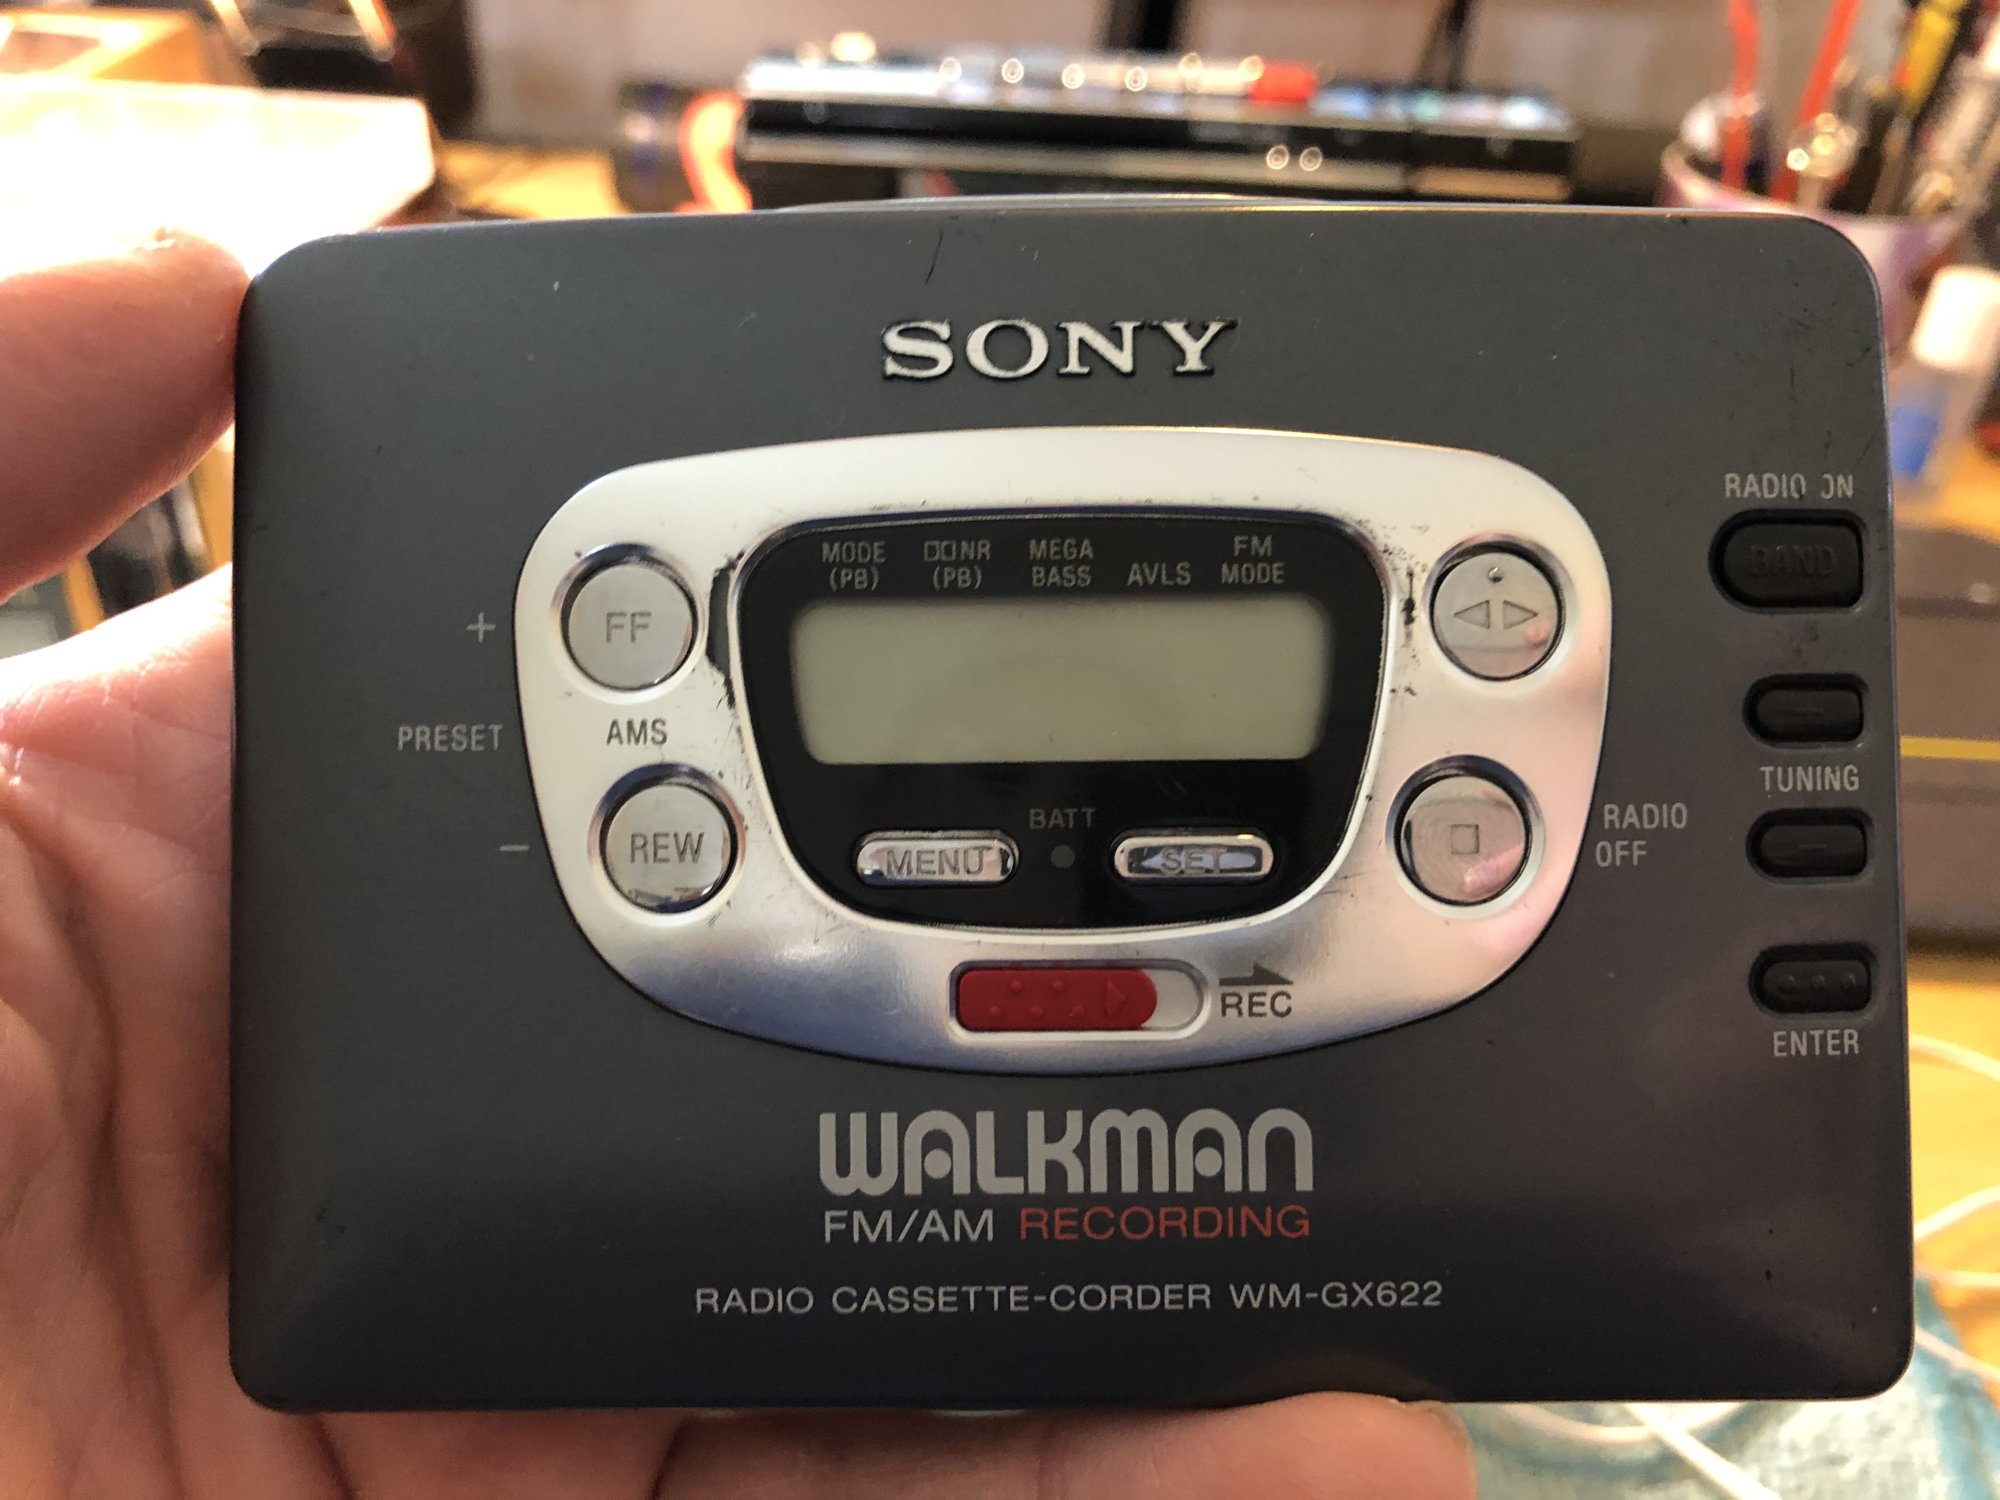 SONY
RADIO ON
BAND
MODE (PB)
NR (PB)
MEGA BASS
AVLS
FM MODE
+
FF
PRESET
AMS
+
TUNING
BATT
RADIO OFF
−
REW
MENU
SET
−
REC
ENTER
WALKMAN
FM/AM RECORDING
RADIO CASSETTE-CORDER WM-GX622